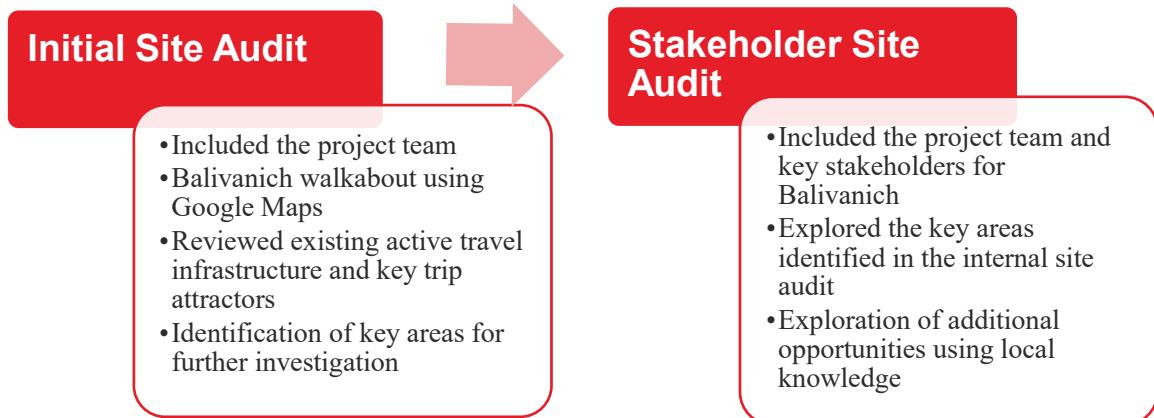 Initial Site Audit
•Included the project team
•Balivanich walkabout using
Google Maps
•Reviewed existing active travel
infrastructure and key trip
attractors
•Identification of key areas for
further investigation
Stakeholder Site
Audit
•Included the project team and
key stakeholders for
Balivanich
•Explored the key areas
identified in the internal site
audit
•Exploration of additional
opportunities using local
knowledge